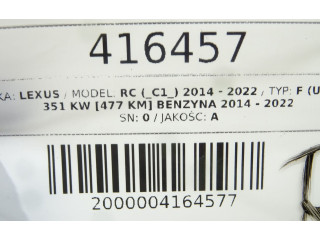 416457
KA: LEXUS / MODEL: RC (_C1_) 2014 - 2022 / TYP: F (U
351 KW [477 KM] BENZYNA 2014 - 2022
SN: 0 / JAKOŚC: A
2000004164577